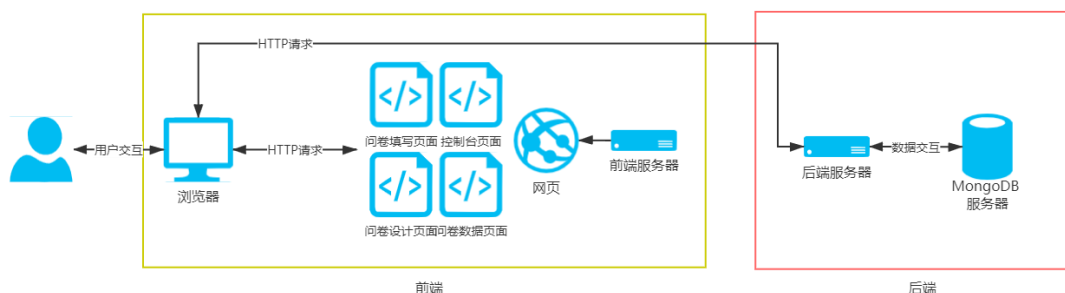 HTTP请求
用户交互
浏览器
HTTP请求
问卷填写页面
控制台页面
问卷设计页面
问卷数据页面
网页
前端服务器
后端服务器
数据交互
MongoDB
服务器
前端
后端